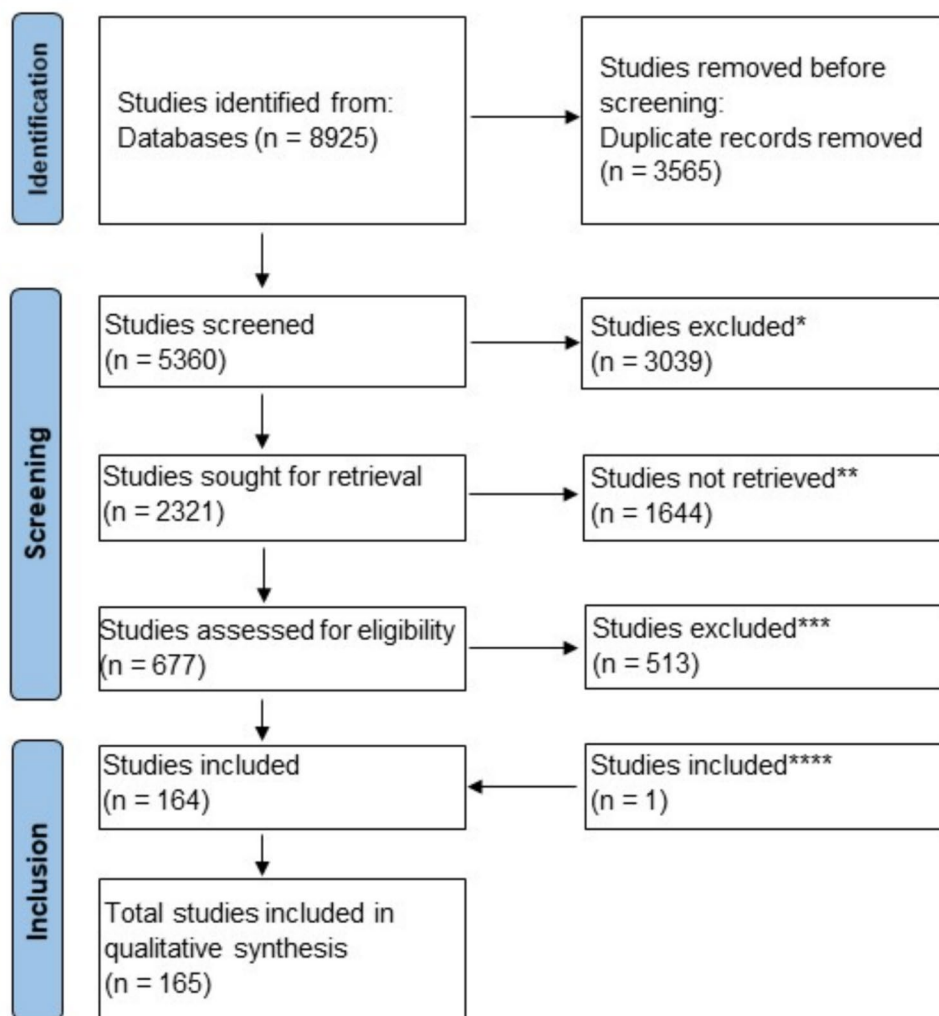 Identification
Studies identified from:
Databases (n = 8925)
Studies removed before
screening:
Duplicate records removed
(n = 3565)
Screening
Studies screened
(n = 5360)
Studies excluded*
(n = 3039)
Studies sought for retrieval
(n = 2321)
Studies not retrieved**
(n = 1644)
Studies assessed for eligibility
(n = 677)
Studies excluded***
(n = 513)
Inclusion
Studies included
(n = 164)
Studies included****
(n = 1)
Total studies included in
qualitative synthesis
(n = 165)